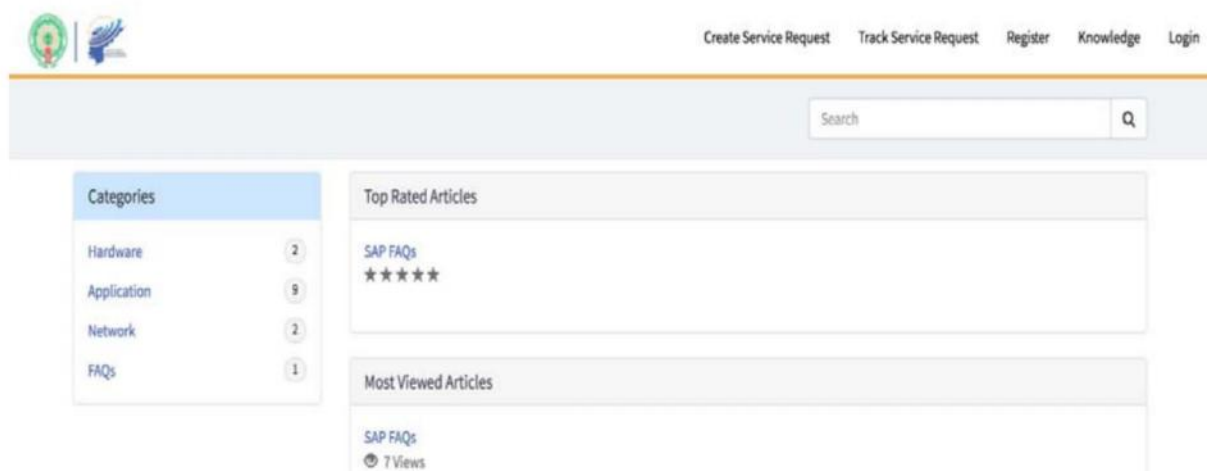 Create Service Request Track Service Request Register Knowledge Login
Search
Categories
Hardware 2
Application 9
Network 2
FAQs 1
Top Rated Articles
SAP FAQs
Most Viewed Articles
SAP FAQs
7 Views